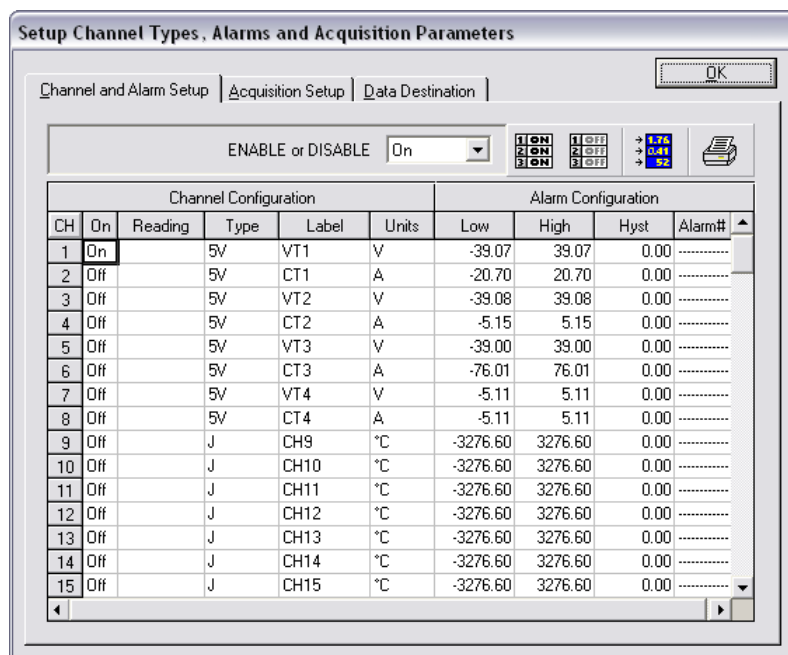 Setup Channel Types, Alarms and Acquisition Parameters
OK
Channel and Alarm Setup Acquisition Setup Data Destination
ENABLE or DISABLE On 1 ON 2 ON 3 ON 1 OFF 2 OFF 3 OFF 1.76 0.41 52
Channel Configuration Alarm Configuration
CH On Reading Type Label Units Low High Hyst Alarm#
1 On 5V VT1 V -39.07 39.07 0.00 -----------
2 Off 5V CT1 A -20.70 20.70 0.00 -----------
3 Off 5V VT2 V -39.08 39.08 0.00 -----------
4 Off 5V CT2 A -5.15 5.15 0.00 -----------
5 Off 5V VT3 V -39.00 39.00 0.00 -----------
6 Off 5V CT3 A -76.01 76.01 0.00 -----------
7 Off 5V VT4 V -5.11 5.11 0.00 -----------
8 Off 5V CT4 A -5.11 5.11 0.00 -----------
9 Off J CH9 °C -3276.60 3276.60 0.00 -----------
10 Off J CH10 °C -3276.60 3276.60 0.00 -----------
11 Off J CH11 °C -3276.60 3276.60 0.00 -----------
12 Off J CH12 °C -3276.60 3276.60 0.00 -----------
13 Off J CH13 °C -3276.60 3276.60 0.00 -----------
14 Off J CH14 °C -3276.60 3276.60 0.00 -----------
15 Off J CH15 °C -3276.60 3276.60 0.00 -----------